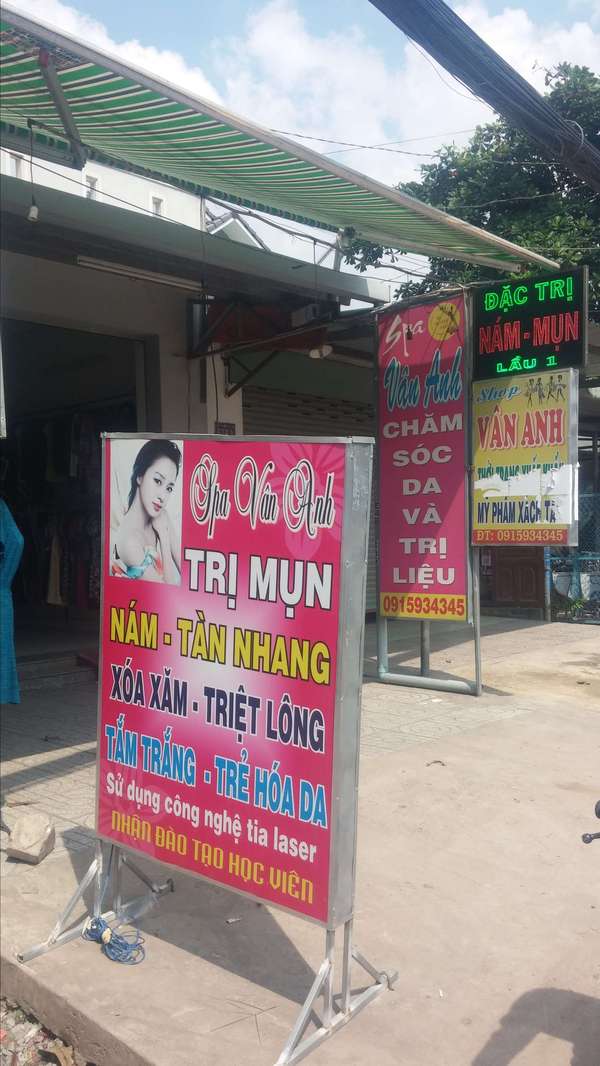 Spa Vân Anh
TRỊ MỤN
NÁM - TÀN NHANG
XÓA XĂM - TRIỆT LÔNG
TẮM TRẮNG - TRẺ HÓA DA
Sử dụng công nghệ tia laser
NHẬN ĐÀO TẠO HỌC VIÊN
Spa
Vân Anh
CHĂM
SÓC
DA
VÀ
TRỊ
LIỆU
0915934345
ĐẶC TRỊ
NÁM - MỤN
LẦU 1
Shop
VÂN ANH
THỜI TRANG
MỸ PHẨM XÁCH
ĐT: 0915934345